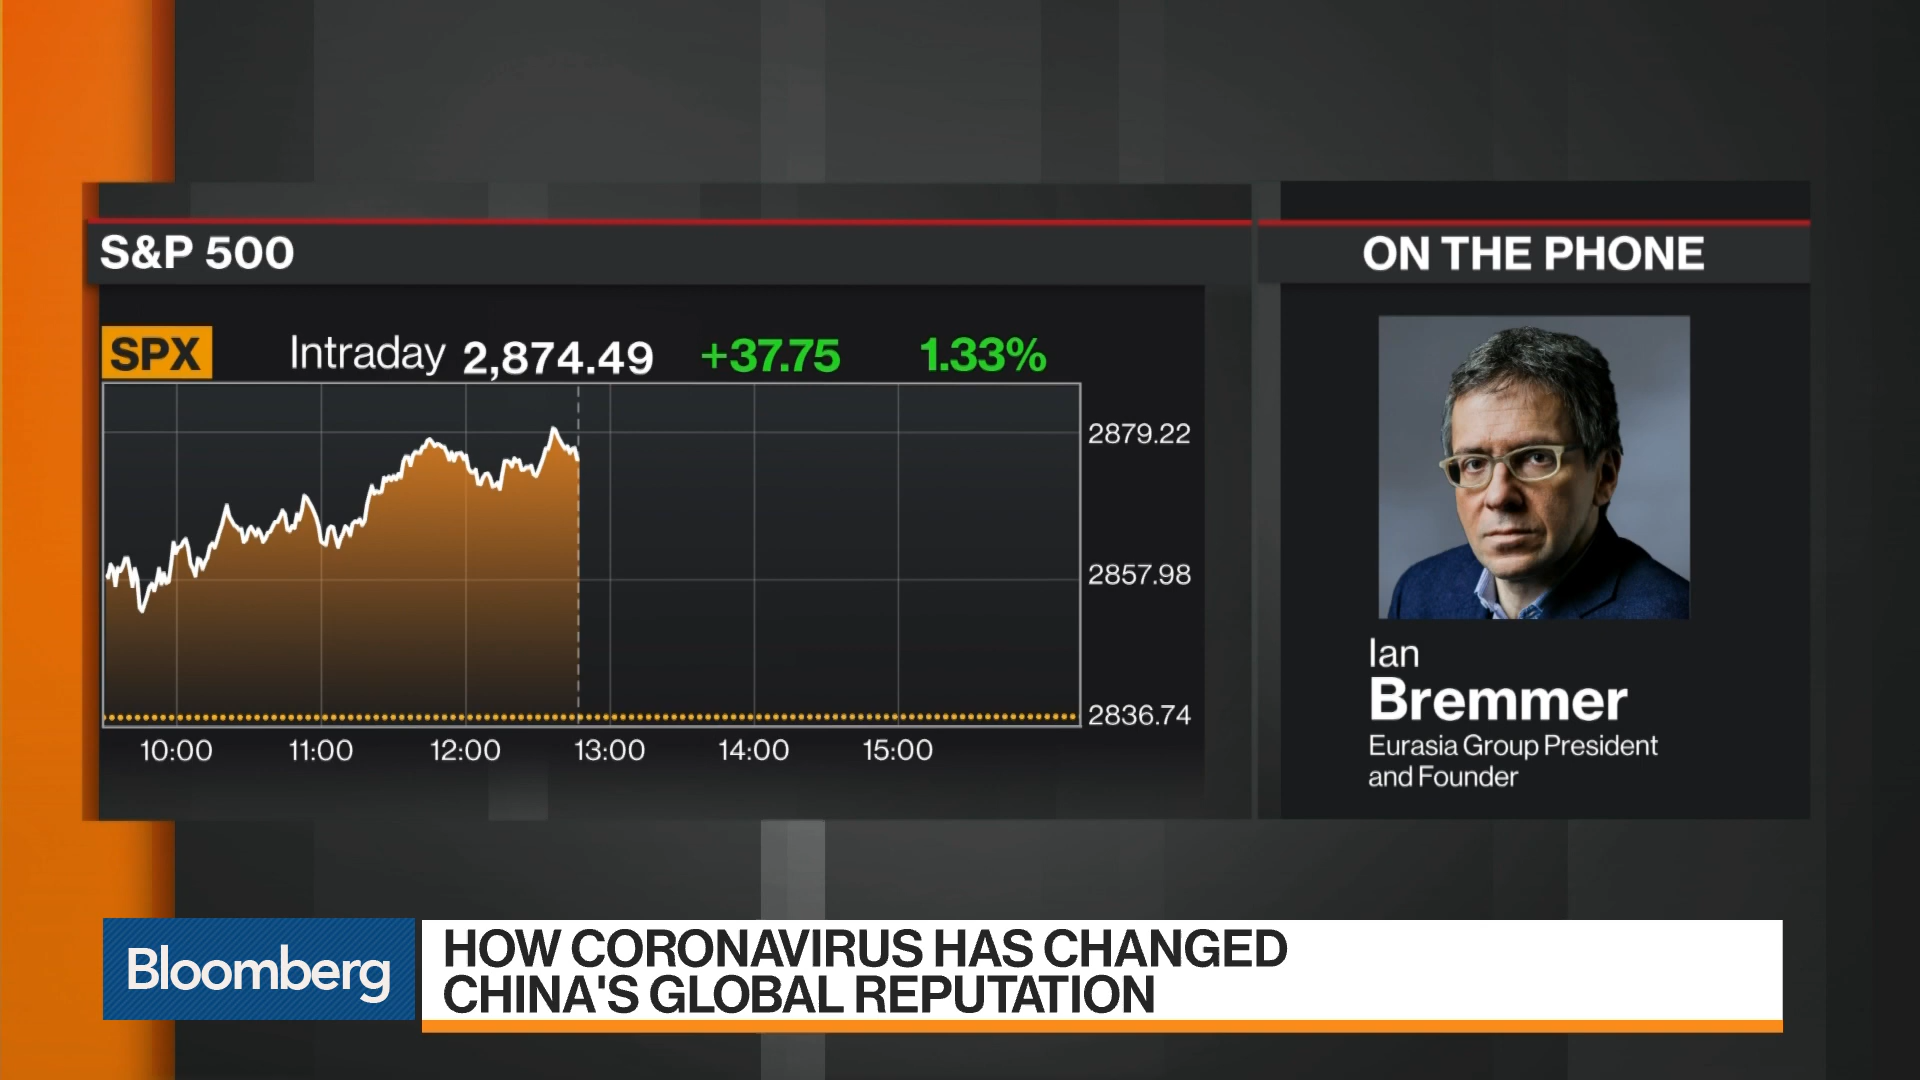 S&P 500
SPX Intraday 2,874.49 +37.75 1.33%
2879.22
2857.98
2836.74
10:00 11:00 12:00 13:00 14:00 15:00
ON THE PHONE
Ian
Bremmer
Eurasia Group President
and Founder
Bloomberg
HOW CORONAVIRUS HAS CHANGED
CHINA'S GLOBAL REPUTATION